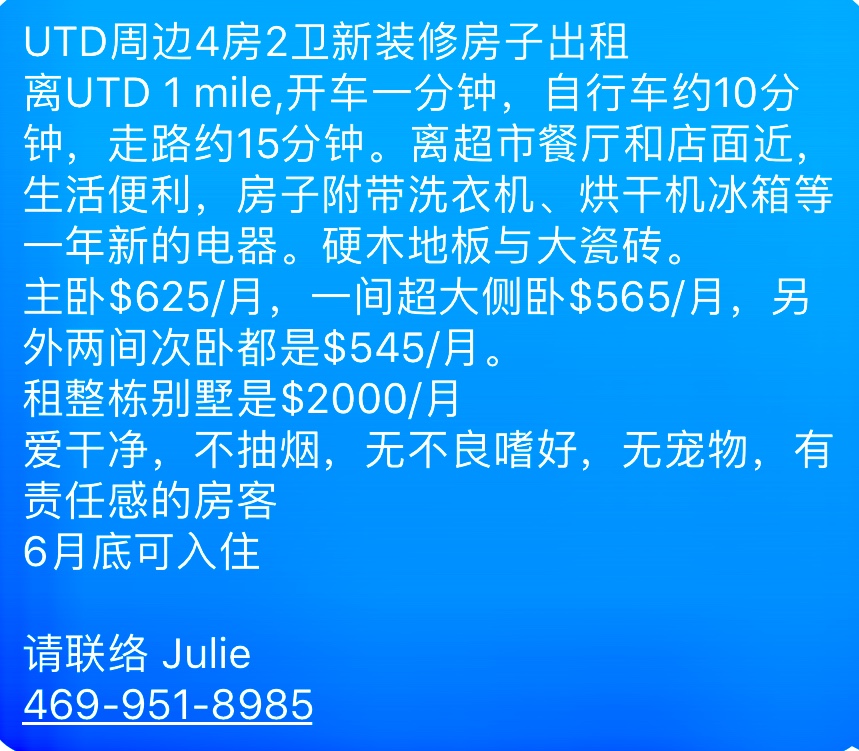 UTD周边4房2卫新装修房子出租
离UTD 1 mile,开车一分钟，自行车约10分
钟，走路约15分钟。离超市餐厅和店面近，
生活便利，房子附带洗衣机、烘干机冰箱等
一年新的电器。硬木地板与大瓷砖。
主卧$625/月，一间超大侧卧$565/月，另
外两间次卧都是$545/月。
租整栋别墅是$2000/月
爱干净，不抽烟，无不良嗜好，无宠物，有
责任感的房客
6月底可入住
请联络 Julie
469-951-8985